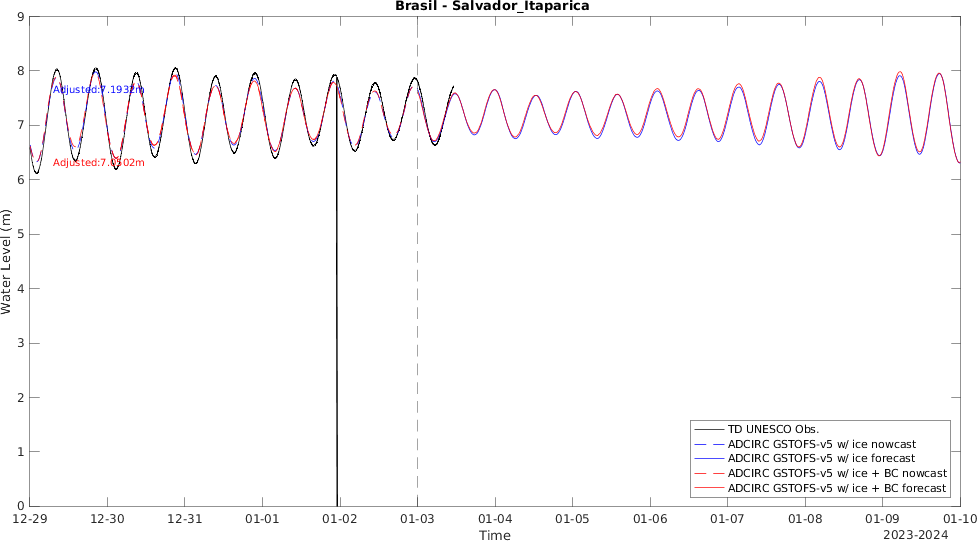 Brasil - Salvador_Itaparica
9
8
7
6
5
4
3
2
1
0
Water Level (m)
Adjusted:7.1932m
TD UNESCO Obs.
ADCIRC GSTOFS-v5 w/ ice nowcast
ADCIRC GSTOFS-v5 w/ ice forecast
ADCIRC GSTOFS-v5 w/ ice + BC nowcast
ADCIRC GSTOFS-v5 w/ ice + BC forecast
12-29 12-30 12-31 01-01 01-02 01-03 01-04 01-05 01-06 01-07 01-08 01-09 01-10
Time
2023-2024